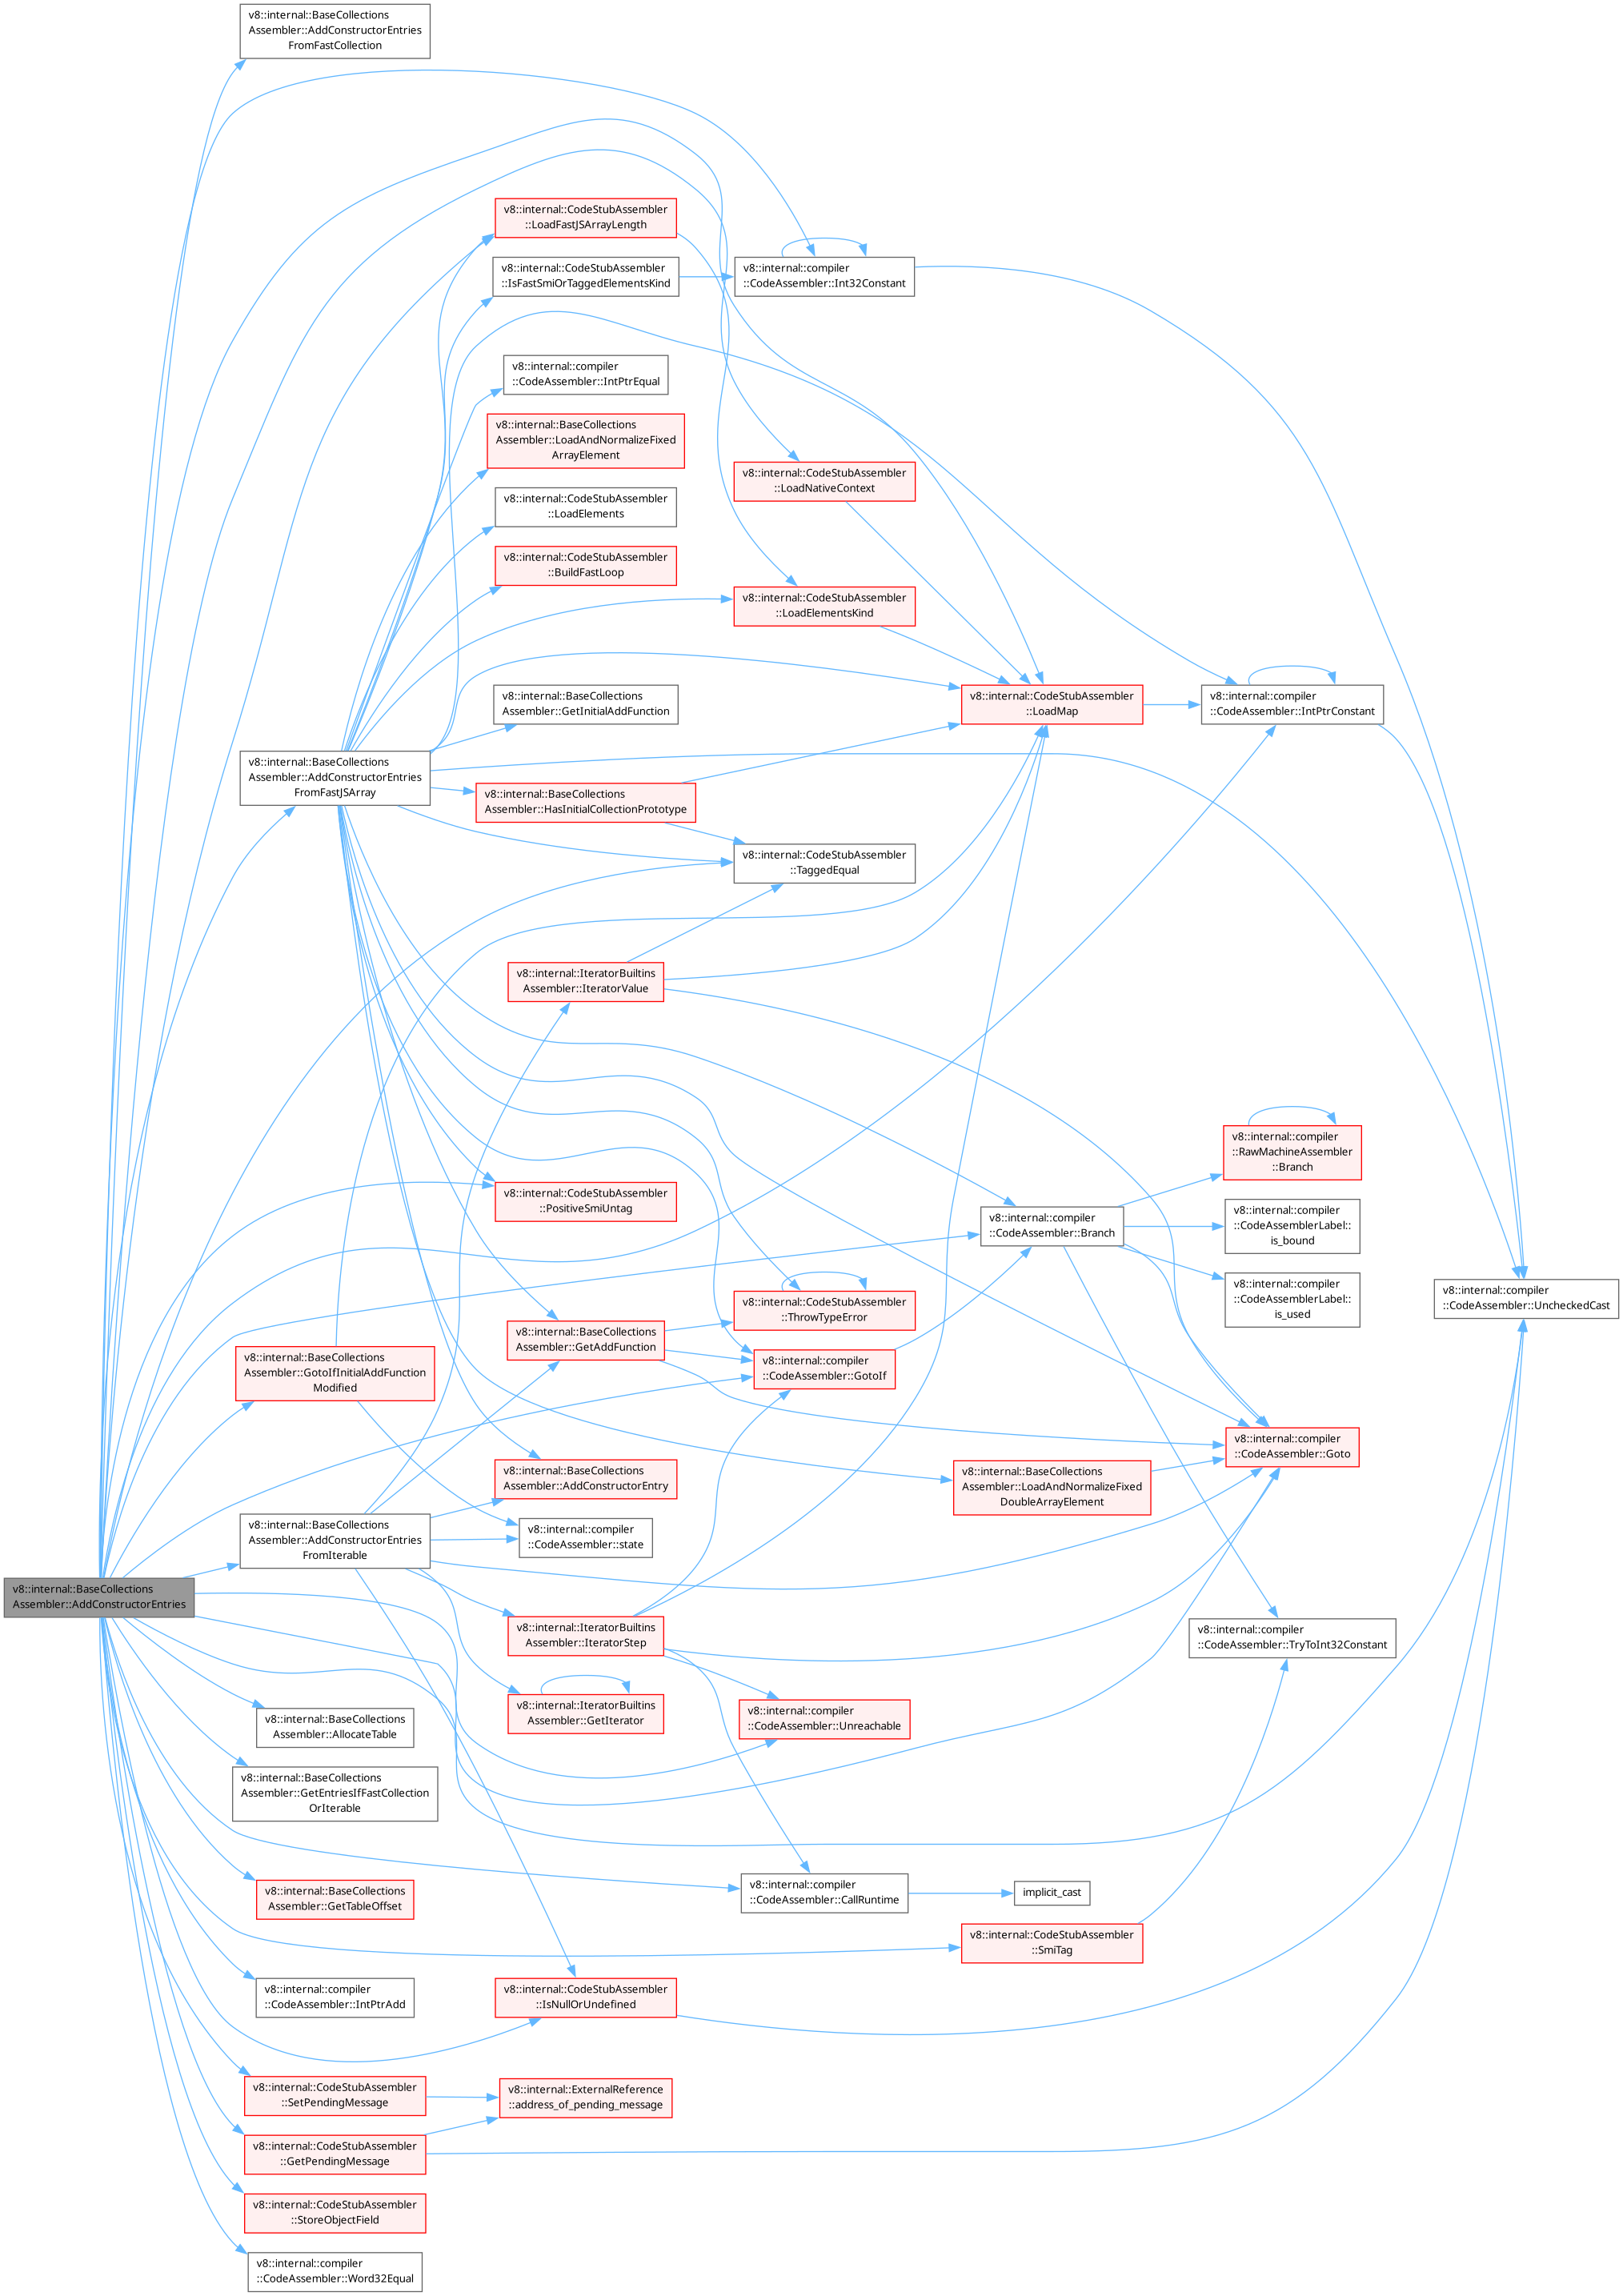 v8::internal::BaseCollections
Assembler::AddConstructorEntries
FromFastCollection
v8::internal::CodeStubAssembler
::LoadFastJSArrayLength
v8::internal::CodeStubAssembler
::IsFastSmiOrTaggedElementsKind
v8::internal::compiler
::CodeAssembler::Int32Constant
v8::internal::compiler
::CodeAssembler::IntPtrEqual
v8::internal::BaseCollections
Assembler::LoadAndNormalizeFixed
ArrayElement
v8::internal::CodeStubAssembler
::LoadNativeContext
v8::internal::CodeStubAssembler
::LoadElements
v8::internal::CodeStubAssembler
::BuildFastLoop
v8::internal::CodeStubAssembler
::LoadElementsKind
v8::internal::BaseCollections
Assembler::GetInitialAddFunction
v8::internal::CodeStubAssembler
::LoadMap
v8::internal::compiler
::CodeAssembler::IntPtrConstant
v8::internal::BaseCollections
Assembler::AddConstructorEntries
FromFastJSArray
v8::internal::BaseCollections
Assembler::HasInitialCollectionPrototype
v8::internal::CodeStubAssembler
::TaggedEqual
v8::internal::IteratorBuiltins
Assembler::IteratorValue
v8::internal::compiler
::RawMachineAssembler
::Branch
v8::internal::CodeStubAssembler
::PositiveSmiUntag
v8::internal::compiler
::CodeAssembler::Branch
v8::internal::compiler
::CodeAssemblerLabel::
is_bound
v8::internal::compiler
::CodeAssemblerLabel::
is_used
v8::internal::compiler
::CodeAssembler::UncheckedCast
v8::internal::CodeStubAssembler
::ThrowTypeError
v8::internal::BaseCollections
Assembler::GetAddFunction
v8::internal::BaseCollections
Assembler::GotoIfInitialAddFunction
Modified
v8::internal::compiler
::CodeAssembler::GotoIf
v8::internal::compiler
::CodeAssembler::Goto
v8::internal::BaseCollections
Assembler::AddConstructorEntry
v8::internal::BaseCollections
Assembler::LoadAndNormalizeFixed
DoubleArrayElement
v8::internal::BaseCollections
Assembler::AddConstructorEntries
FromIterable
v8::internal::compiler
::CodeAssembler::state
v8::internal::BaseCollections
Assembler::AddConstructorEntries
v8::internal::IteratorBuiltins
Assembler::IteratorStep
v8::internal::compiler
::CodeAssembler::TryToInt32Constant
v8::internal::IteratorBuiltins
Assembler::GetIterator
v8::internal::compiler
::CodeAssembler::Unreachable
v8::internal::BaseCollections
Assembler::AllocateTable
v8::internal::BaseCollections
Assembler::GetEntriesIfFastCollection
OrIterable
v8::internal::BaseCollections
Assembler::GetTableOffset
v8::internal::compiler
::CodeAssembler::CallRuntime
implicit_cast
v8::internal::CodeStubAssembler
::SmiTag
v8::internal::compiler
::CodeAssembler::IntPtrAdd
v8::internal::CodeStubAssembler
::IsNullOrUndefined
v8::internal::CodeStubAssembler
::SetPendingMessage
v8::internal::ExternalReference
::address_of_pending_message
v8::internal::CodeStubAssembler
::GetPendingMessage
v8::internal::CodeStubAssembler
::StoreObjectField
v8::internal::compiler
::CodeAssembler::Word32Equal